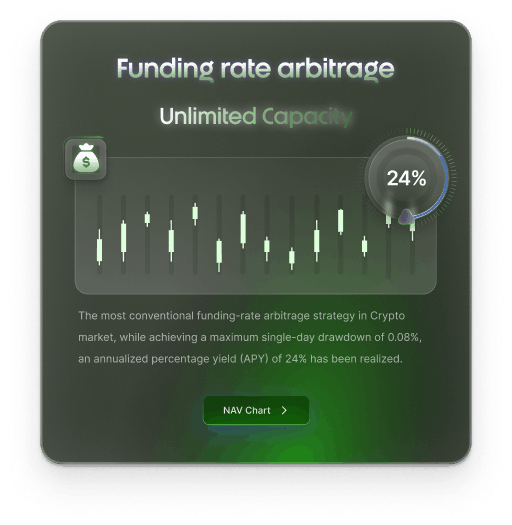 Funding rate arbitrage
Unlimited Capacity
$
24%
The most conventional funding-rate arbitrage strategy in Crypto
market, while achieving a maximum single-day drawdown of 0.08%,
an annualized percentage yield (APY) of 24% has been realized.
NAV Chart